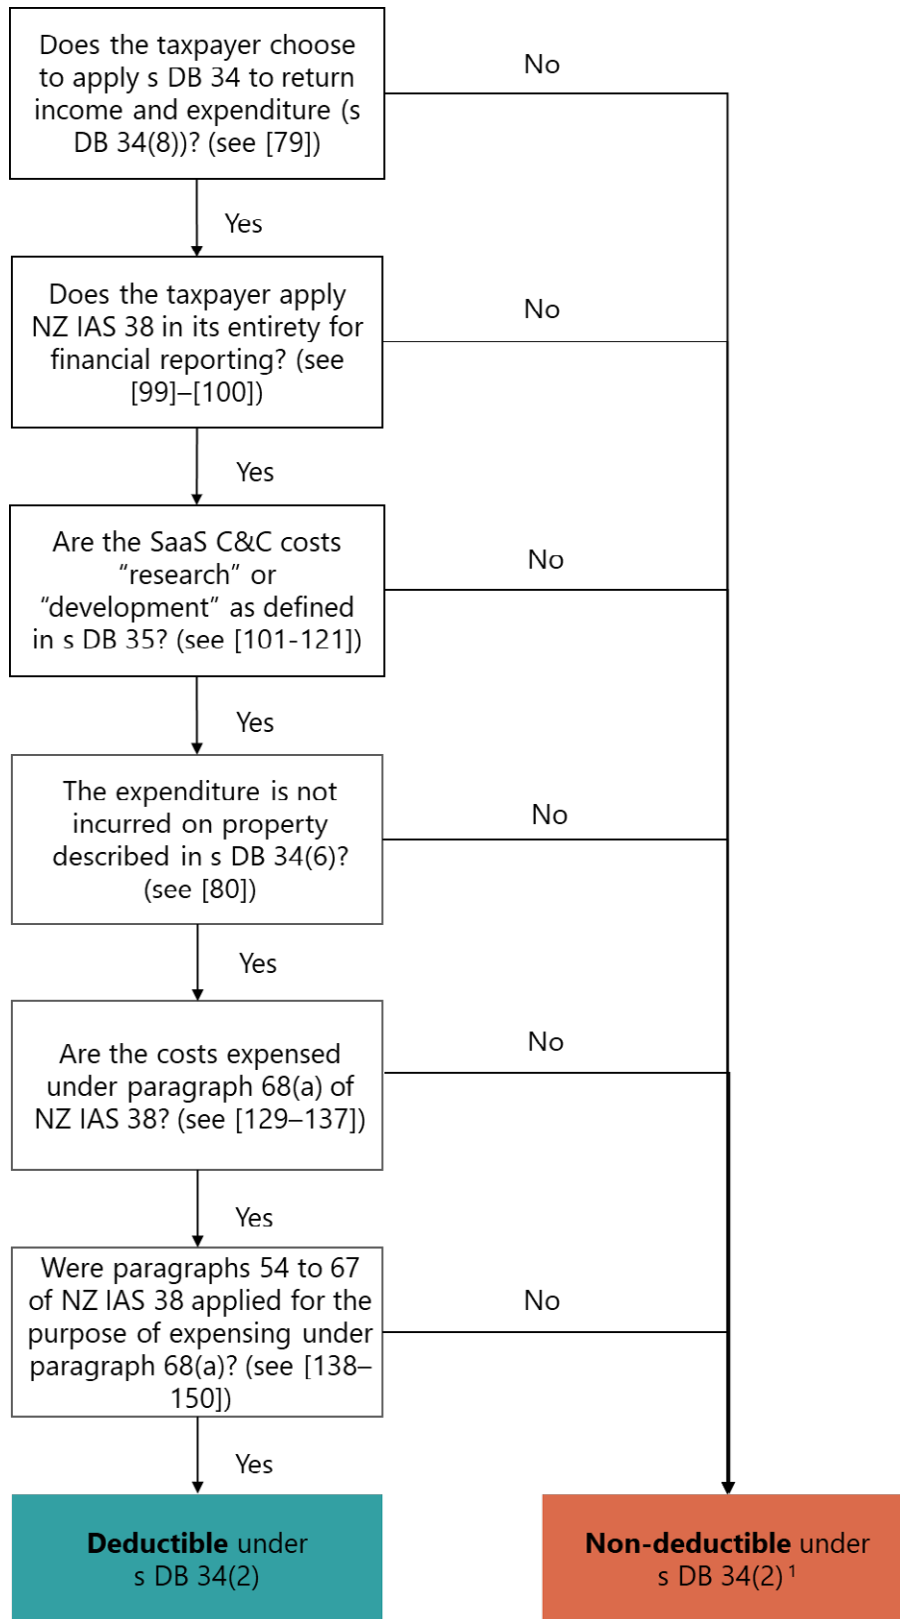 Does the taxpayer choose
to apply s DB 34 to return
income and expenditure (s
DB 34(8))? (see [79])
No
Yes
Does the taxpayer apply
NZ IAS 38 in its entirety for
financial reporting? (see
[99]–[100])
No
Yes
Are the SaaS C&C costs
“research” or
“development” as defined
in s DB 35? (see [101-121])
No
Yes
The expenditure is not
incurred on property
described in s DB 34(6)?
(see [80])
No
Yes
Are the costs expensed
under paragraph 68(a) of
NZ IAS 38? (see [129–137])
No
Yes
Were paragraphs 54 to 67
of NZ IAS 38 applied for the
purpose of expensing under
paragraph 68(a)? (see [138–
150])
No
Yes
Deductible under
s DB 34(2)
Non-deductible under
s DB 34(2) ¹